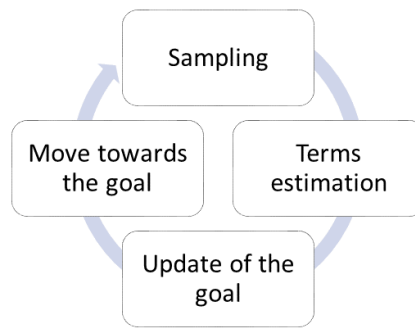 Sampling
Terms
estimation
Update of the
goal
Move towards
the goal